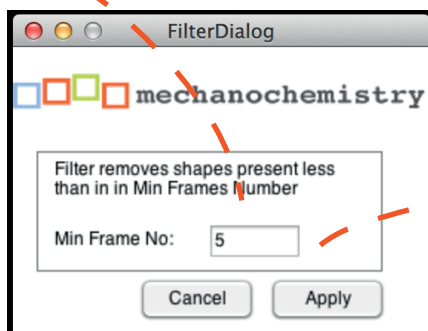 FilterDialog
mechanochemistry
Filter removes shapes present less
than in in Min Frames Number
Min Frame No: 5
Cancel Apply